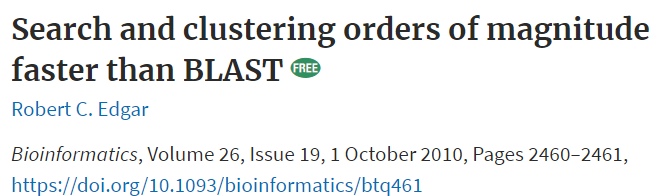 Search and clustering orders of magnitude
faster than BLAST FREE
Robert C. Edgar
Bioinformatics, Volume 26, Issue 19, 1 October 2010, Pages 2460–2461,
https://doi.org/10.1093/bioinformatics/btq461